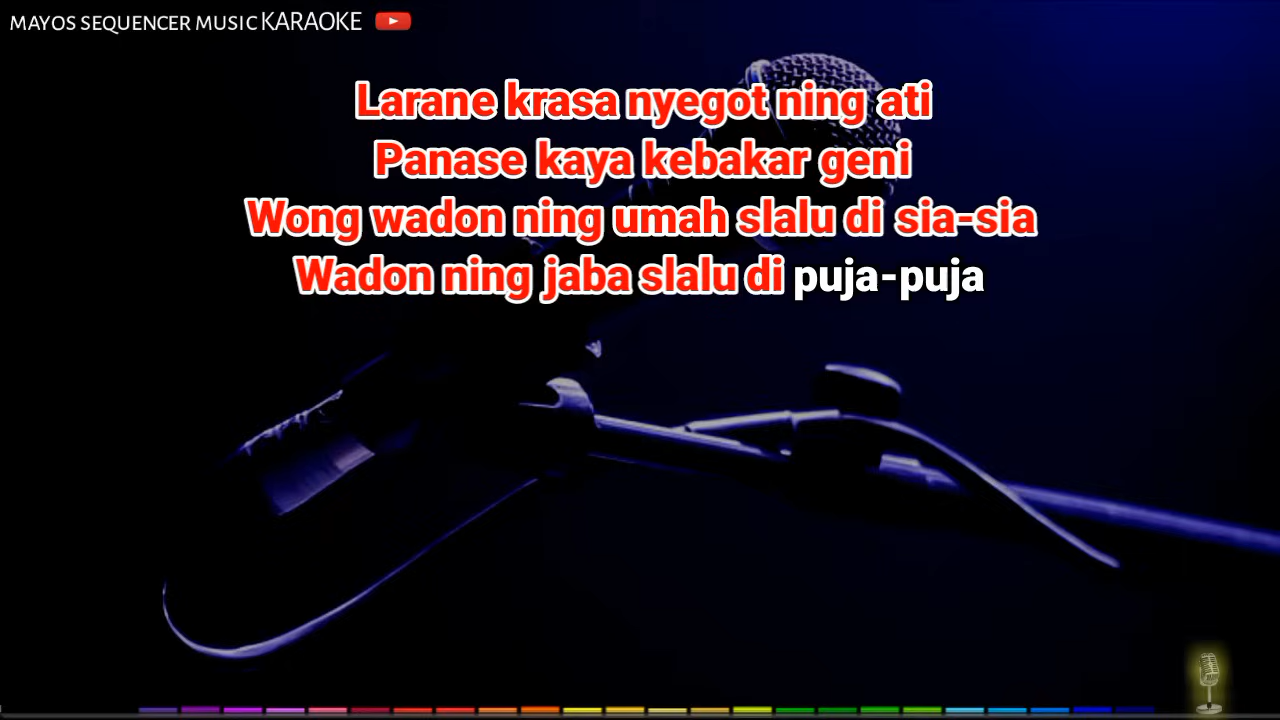 MAYOS SEQUENCER MUSIC KARAOKE
Larane krasa nyegot ning ati
Panase kaya kebakar geni
Wong wadon ning umah slalu di sia-sia
Wadon ning jaba slalu di puja-puja